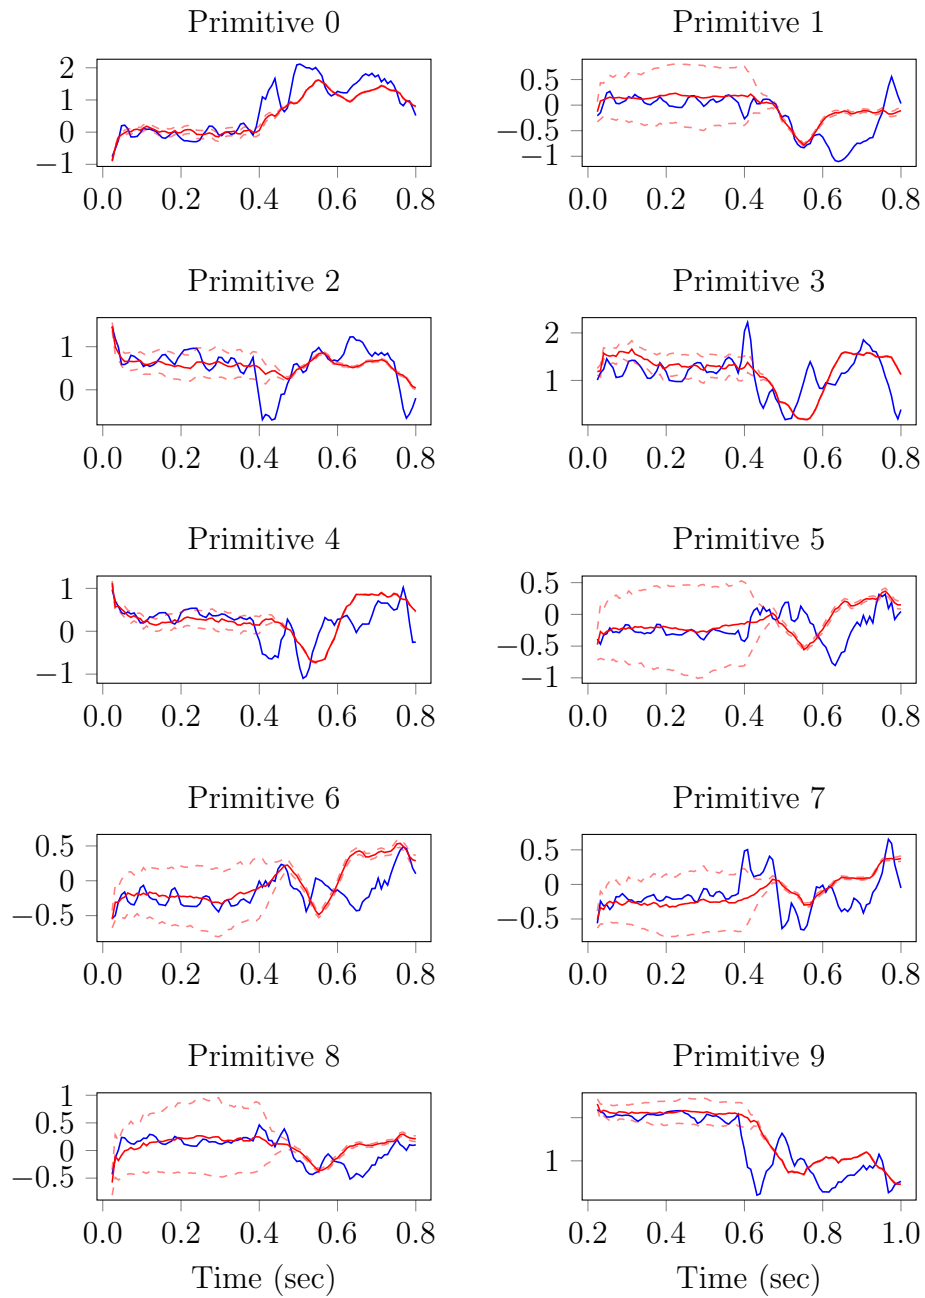 Primitive 0
Primitive 1
2
1
0
−1
0.0 0.2 0.4 0.6 0.8
0.5
0
−0.5
−1
0.0 0.2 0.4 0.6 0.8
Primitive 2
Primitive 3
1
0
0.0 0.2 0.4 0.6 0.8
2
1
0.0 0.2 0.4 0.6 0.8
Primitive 4
Primitive 5
1
0
−1
0.0 0.2 0.4 0.6 0.8
0.5
0
−0.5
−1
0.0 0.2 0.4 0.6 0.8
Primitive 6
Primitive 7
0.5
0
−0.5
0.0 0.2 0.4 0.6 0.8
0.5
0
−0.5
0.0 0.2 0.4 0.6 0.8
Primitive 8
Primitive 9
1
0.5
0
−0.5
0.0 0.2 0.4 0.6 0.8
Time (sec)
1
0.2 0.4 0.6 0.8 1.0
Time (sec)